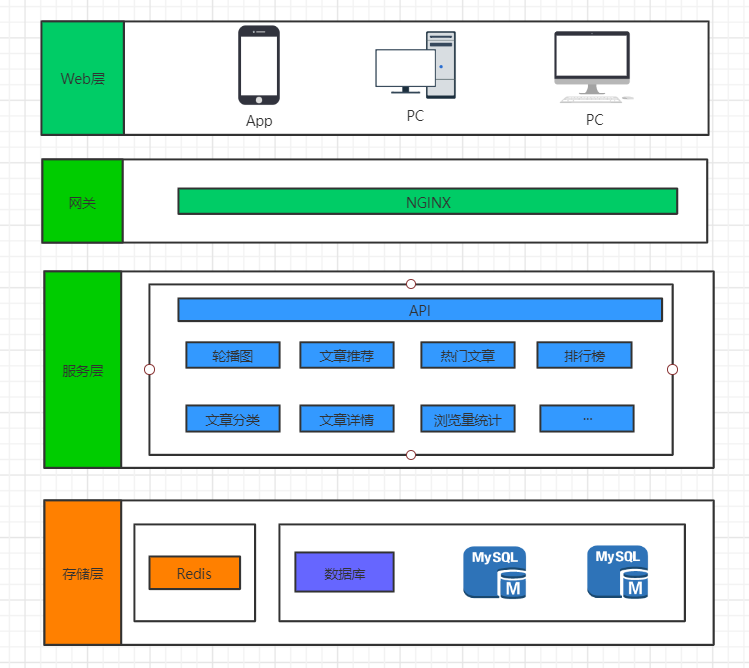 Web层
App
PC
PC
网关
NGINX
服务层
API
轮播图
文章推荐
热门文章
排行榜
文章分类
文章详情
浏览量统计
...
存储层
Redis
数据库
MySQL
M
MySQL
M